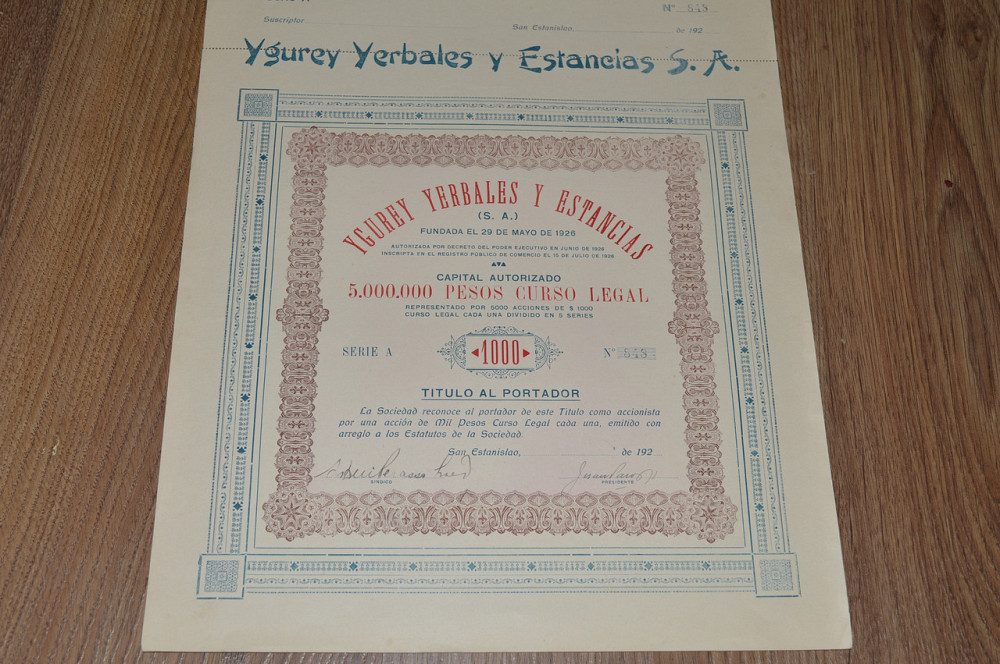 Nº 548
Suscriptor
San Estanislao, de 192
Ygurey Yerbales y Estancias S. A.
YGUREY YERBALES Y ESTANCIAS
(S. A.)
FUNDADA EL 29 DE MAYO DE 1926
AUTORIZADA POR DECRETO DEL PODER EJECUTIVO EN JUNIO DE 1926
INSCRIPTA EN EL REGISTRO PUBLICO DE COMERCIO EL 15 DE JULIO DE 1926
CAPITAL AUTORIZADO
5.000.000 PESOS CURSO LEGAL
REPRESENTADO POR 5000 ACCIONES DE $ 1000
CURSO LEGAL CADA UNA DIVIDIDO EN 5 SERIES
SERIE A 1000 Nº 548
TITULO AL PORTADOR
La Sociedad reconoce al portador de este Titulo como accionista
por una acción de Mil Pesos Curso Legal cada una, emitido con
arreglo a los Estatutos de la Sociedad.
San Estanislao, de 192
SINDICO PRESIDENTE